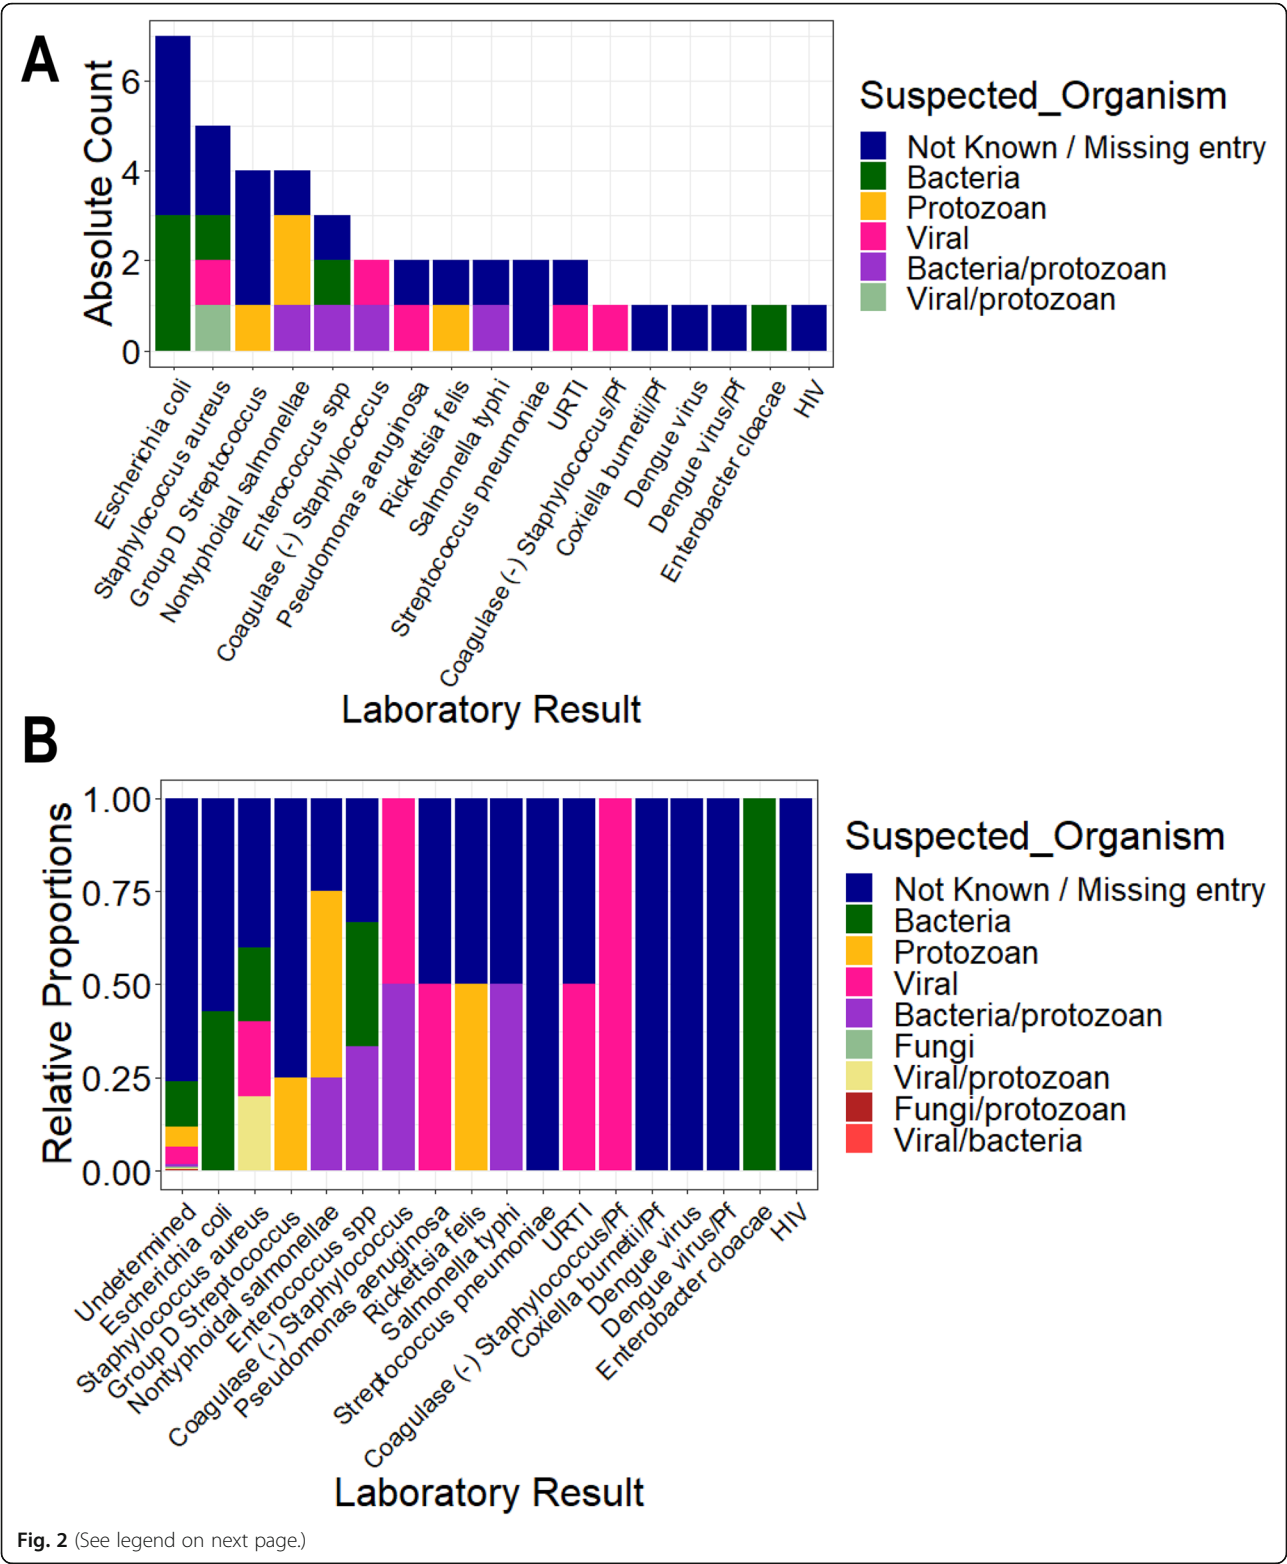 A
Absolute Count
6
4
2
0
Escherichia coli
Staphylococcus aureus
Group D Streptococcus
Nontyphoidal salmonellae
Enterococcus spp
Coagulase (-) Staphylococcus
Pseudomonas aeruginosa
Rickettsia felis
Salmonella typhi
Streptococcus pneumoniae
URTI
Coagulase (-) Staphylococcus/Pf
Coxiella burnetii/Pf
Dengue virus
Dengue virus/Pf
Enterobacter cloacae
HIV
Laboratory Result
Suspected_Organism
Not Known / Missing entry
Bacteria
Protozoan
Viral
Bacteria/protozoan
Viral/protozoan
B
Relative Proportions
1.00
0.75
0.50
0.25
0.00
Undetermined
Escherichia coli
Staphylococcus aureus
Group D Streptococcus
Nontyphoidal salmonellae
Enterococcus spp
Coagulase (-) Staphylococcus
Pseudomonas aeruginosa
Rickettsia felis
Salmonella typhi
Streptococcus pneumoniae
URTI
Coagulase (-) Staphylococcus/Pf
Coxiella burnetii/Pf
Dengue virus
Dengue virus/Pf
Enterobacter cloacae
HIV
Laboratory Result
Suspected_Organism
Not Known / Missing entry
Bacteria
Protozoan
Viral
Bacteria/protozoan
Fungi
Viral/protozoan
Fungi/protozoan
Viral/bacteria
Fig. 2 (See legend on next page.)